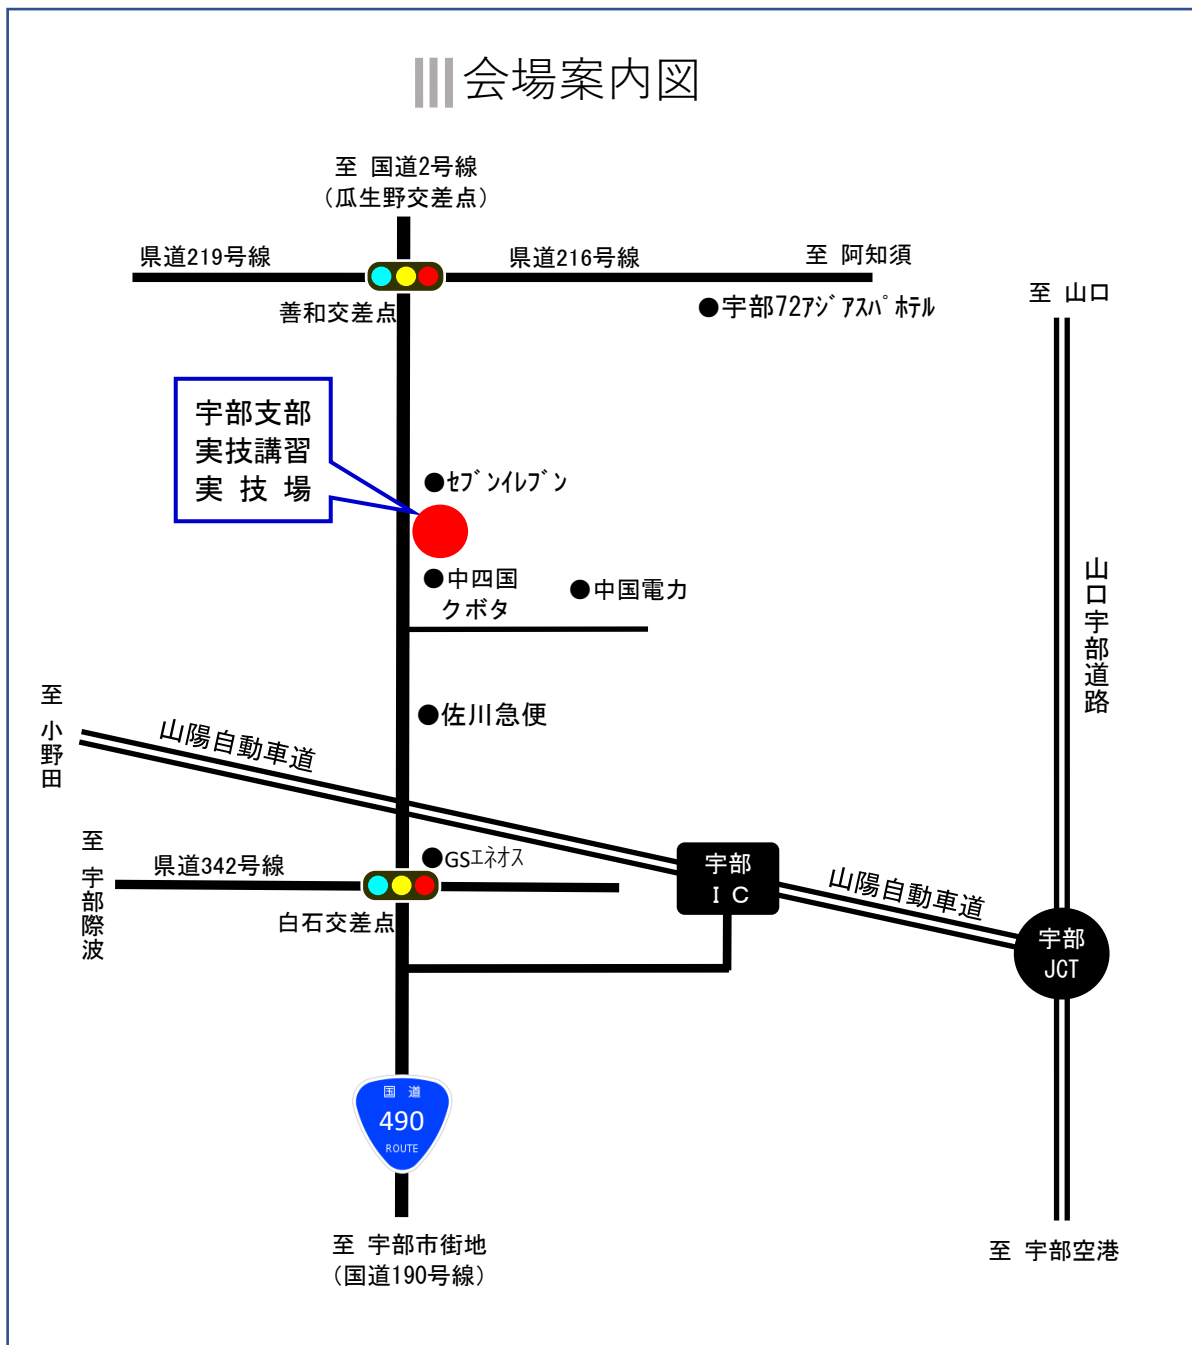 会場案内図
至 国道2号線
(瓜生野交差点)
県道219号線
県道216号線
至 阿知須
善和交差点
●宇部72ｱｼﾞｱｽﾊﾟﾎﾃﾙ
至 山口
宇部支部
実技講習
実 技 場
●ｾﾌﾞﾝｲﾚﾌﾞﾝ
●中四国
クボタ
●中国電力
山口宇部道路
至 小野田
山陽自動車道
●佐川急便
至 宇部際波
県道342号線
●GSｴﾈｵｽ
白石交差点
宇部
ＩＣ
山陽自動車道
宇部
JCT
国 道
490
ROUTE
至 宇部市街地
(国道190号線)
至 宇部空港